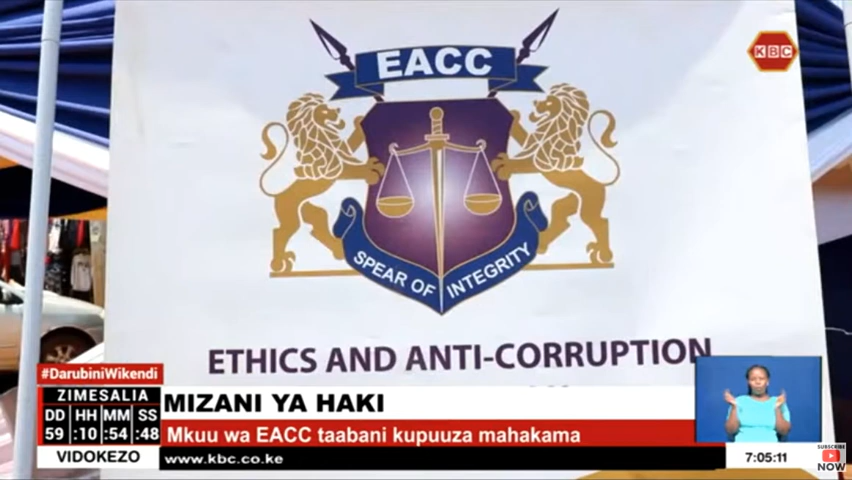 EACC
KBC
SPEAR OF INTEGRITY
ETHICS AND ANTI-CORRUPTION
#DarubiniWikendi
ZIMESALIA
DD HH MM SS
59 :10 :54 :48
VIDOKEZO
MIZANI YA HAKI
Mkuu wa EACC taabani kupuuza mahakama
www.kbc.co.ke
7:05:11
SUBSCRIBE
NOW